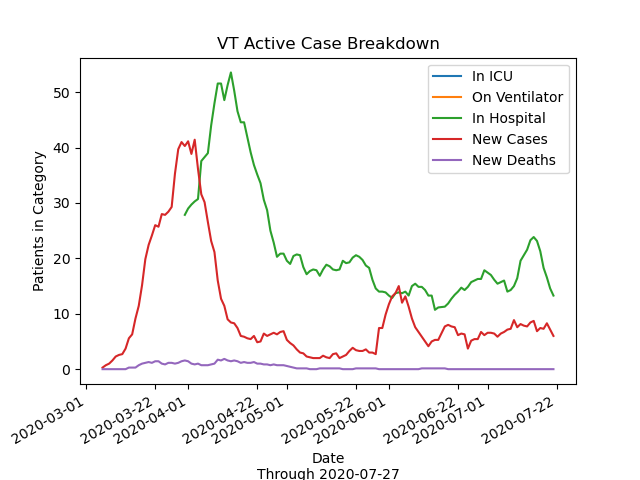 VT Active Case Breakdown
In ICU
On Ventilator
In Hospital
New Cases
New Deaths
Patients in Category
50
40
30
20
10
0
2020-03-01
2020-03-22
2020-04-01
2020-04-22
2020-05-01
2020-05-22
2020-06-01
2020-06-22
2020-07-01
2020-07-22
Date
Through 2020-07-27